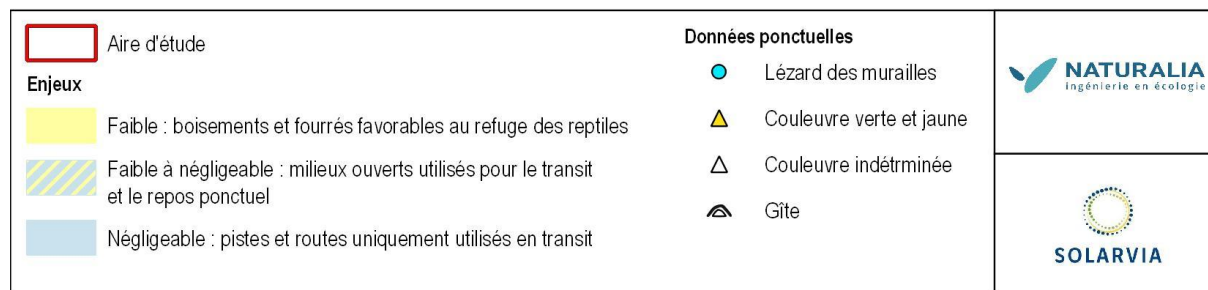 Aire d'étude
Enjeux
Faible : boisements et fourrés favorables au refuge des reptiles
Faible à négligeable : milieux ouverts utilisés pour le transit
et le repos ponctuel
Négligeable : pistes et routes uniquement utilisés en transit
Données ponctuelles
Lézard des murailles
Couleuvre verte et jaune
Couleuvre indétrminée
Gîte
NATURALIA
ingénierie en écologie
SOLARVIA